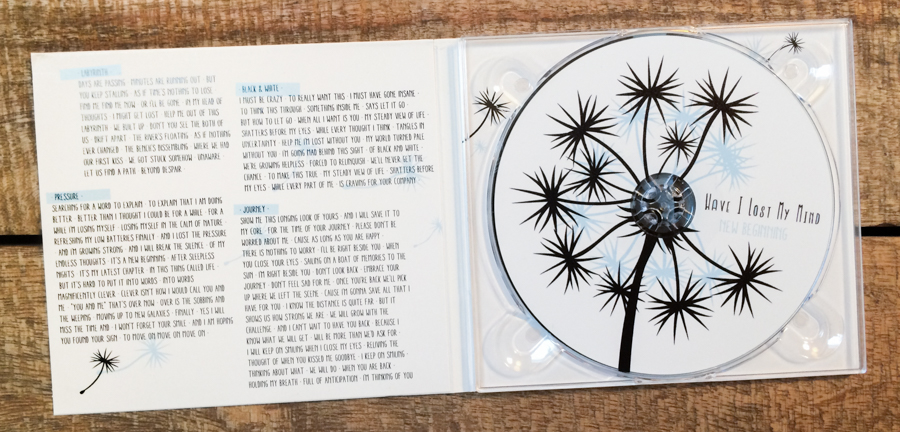 LABYRINTH
DAYS ARE PASSING · MINUTES ARE RUNNING OUT · BUT
YOU KEEP STALLING · AS IF TIME'S NOTHING TO LOSE
FIND ME FIND ME NOW · OR I'LL BE GONE · IN MY HEAD OF
THOUGHTS · I MIGHT GET LOST · HELP ME OUT OF THIS
LABYRINTH · WE BUILT UP · DON'T YOU SEE THE BOTH OF
US · DRIFT APART · THE RIVER'S FLOATING · AS IF NOTHING
EVER CHANGED · THE BENCH'S DISSEMBLING · WHERE WE HAD
OUR FIRST KISS · WE GOT STUCK SOMEHOW · UNAWARE ·
LET US FIND A PATH · BEYOND DESPAIR ·
PRESSURE
SEARCHING FOR A WORD TO EXPLAIN · TO EXPLAIN THAT I AM DOING
BETTER · BETTER THAN I THOUGHT I COULD BE FOR A WHILE · FOR A
WHILE I'M LOSING MYSELF · LOSING MYSELF IN THE CALM OF NATURE ·
REFRESHING MY LOW BATTERIES FINALLY · AND I LOST THE PRESSURE
· AND I'M GROWING STRONG · AND I WILL BREAK THE SILENCE · OF MY
ENDLESS THOUGHTS · IT'S A NEW BEGINNING · AFTER SLEEPLESS
NIGHTS · IT'S MY LATEST CHAPTER · IN THIS THING CALLED LIFE ·
BUT IT'S HARD TO PUT IT INTO WORDS · INTO WORDS
MAGNIFICENTLY CLEVER · CLEVER ISN'T HOW I WOULD CALL YOU AND
ME · "YOU AND ME" THAT'S OVER NOW · OVER IS THE SOBBING AND
THE WEEPING · MOVING UP TO NEW GALAXIES · FINALLY · YES I WILL
MISS THE TIME AND · I WON'T FORGET YOUR SMILE · AND I AM HOPING
YOU FOUND YOUR SIGN · TO MOVE ON MOVE ON MOVE ON
BLACK & WHITE
I MUST BE CRAZY · TO REALLY WANT THIS · I MUST HAVE GONE INSANE ·
TO THINK THIS THROUGH · SOMETHING INSIDE ME · SAYS LET IT GO ·
BUT HOW TO LET GO · WHEN ALL I WANT IS YOU · MY STEADY VIEW OF LIFE ·
SHATTERS BEFORE MY EYES · WHILE EVERY THOUGHT I THINK · TANGLES IN
UNCERTAINTY · HELP ME I'M LOST WITHOUT YOU · MY WORLD TURNED PALE
WITHOUT YOU · I'M GOING MAD BEHIND THIS SIGHT · OF BLACK AND WHITE ·
WE'RE GROWING HELPLESS · FORCED TO RELINQUISH · WE'LL NEVER GET THE
CHANCE · TO MAKE THIS TRUE · MY STEADY VIEW OF LIFE · SHATTERS BEFORE
MY EYES · WHILE EVERY PART OF ME · IS CRAVING FOR YOUR COMPANY
· JOURNEY ·
SHOW ME THIS LONGING LOOK OF YOURS · AND I WILL SAVE IT TO
MY CORE · FOR THE TIME OF YOUR JOURNEY · PLEASE DON'T BE
WORRIED ABOUT ME · CAUSE AS LONG AS YOU ARE HAPPY ·
THERE IS NOTHING TO WORRY · I'LL BE RIGHT BESIDE YOU · WHEN
YOU CLOSE YOUR EYES · SAILING ON A BOAT OF MEMORIES TO THE
SUN · I'M RIGHT BESIDE YOU · DON'T LOOK BACK · EMBRACE YOUR
JOURNEY · DON'T FEEL SAD FOR ME · ONCE YOU'RE BACK WE'LL PICK
UP WHERE WE LEFT THE SCENE · CAUSE I'M GONNA SAVE ALL THAT I
HAVE FOR YOU · I KNOW THE DISTANCE IS QUITE FAR · BUT IT
SHOWS US HOW STRONG WE ARE · WE WILL GROW WITH THE
CHALLENGE · AND I CAN'T WAIT TO HAVE YOU BACK · BECAUSE I
KNOW WHAT WE WILL GET · WILL BE MORE THAN WE'D ASK FOR ·
I WILL KEEP ON SMILING WHEN I CLOSE MY EYES · RELIVING THE
THOUGHT OF WHEN YOU KISSED ME GOODBYE · I KEEP ON SMILING ·
THINKING ABOUT WHAT · WE WILL DO · WHEN YOU ARE BACK ·
HOLDING MY BREATH · FULL OF ANTICIPATION · I'M THINKING OF YOU
HAVE I LOST MY MIND
NEW BEGINNING